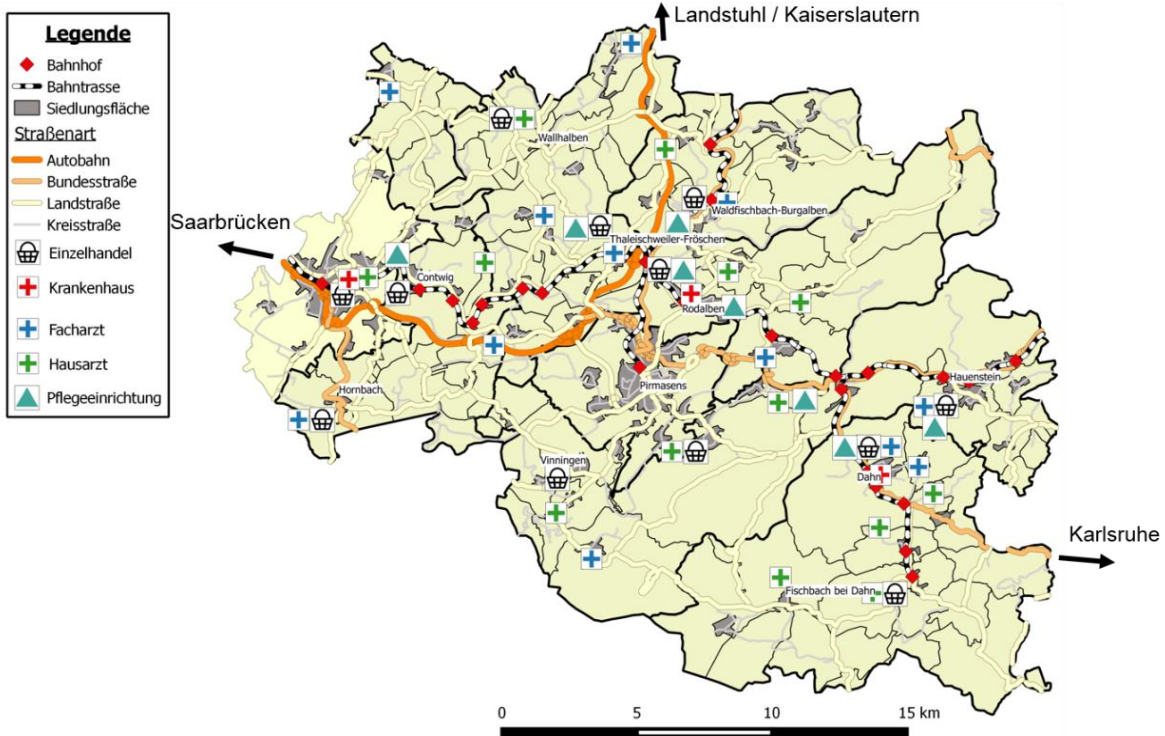 Landstuhl / Kaiserslautern
Legende
Bahnhof
Bahntrasse
Siedlungsfläche
Straßenart
Autobahn
Bundesstraße
Landstraße
Kreisstraße
Einzelhandel
Krankenhaus
Facharzt
Hausarzt
Pflegeeinrichtung
Saarbrücken
Karlsruhe
Wallhalben
Waldfischbach-Burgalben
Thaleischweiler-Fröschen
Contwig
Rodalben
Hornbach
Pirmasens
Hauenstein
Vinningen
Dahn
Fischbach bei Dahn
0 5 10 15 km